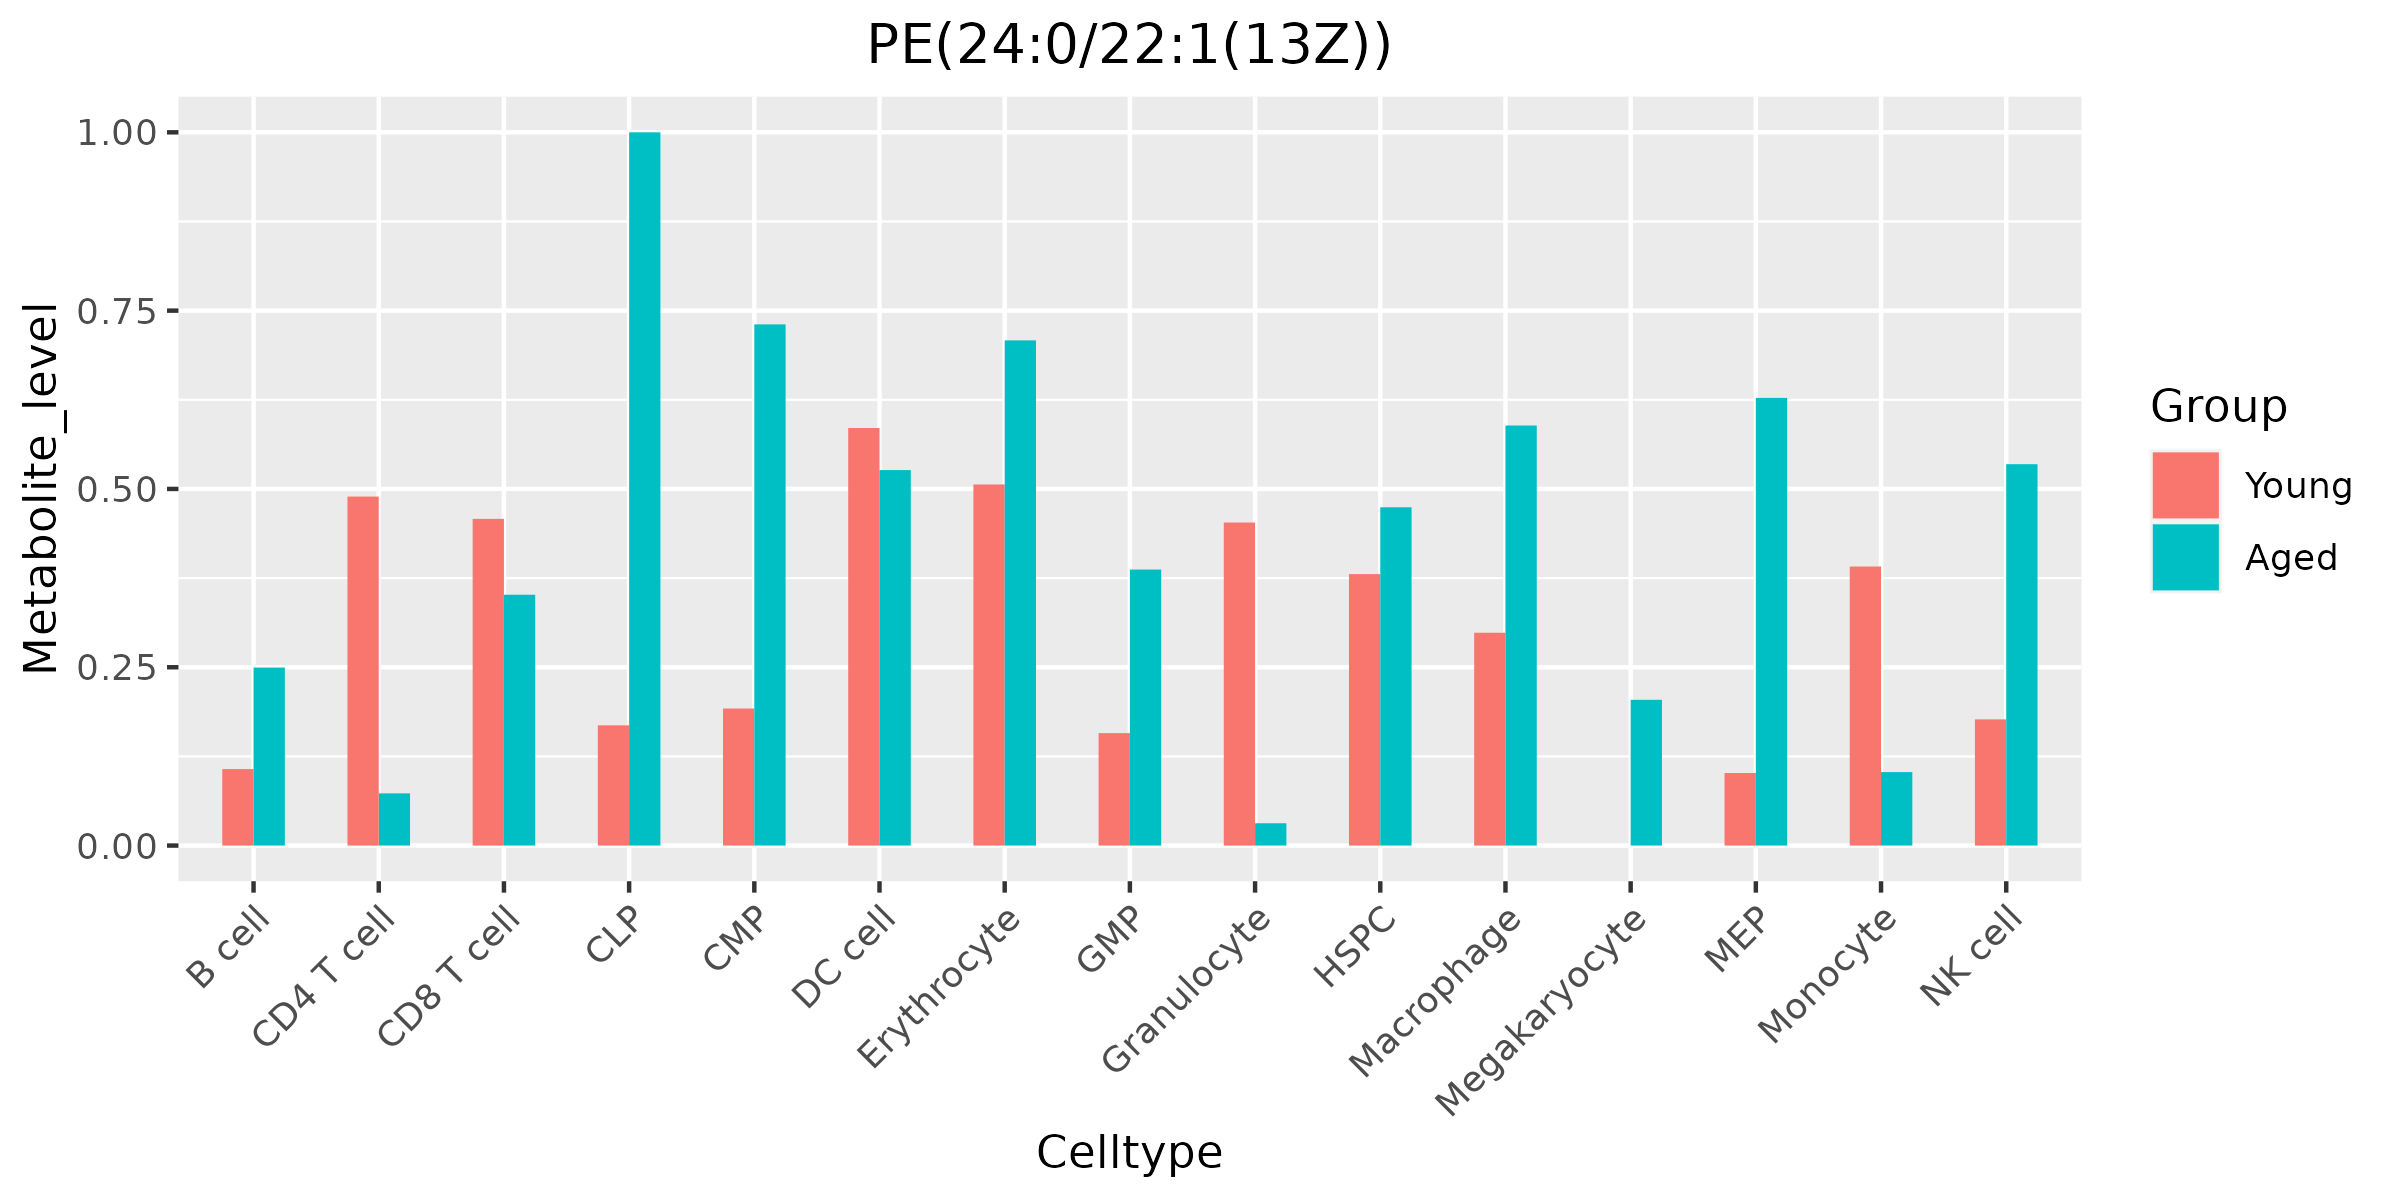 PE(24:0/22:1(13Z))
Metabolite_level
1.00
0.75
0.50
0.25
0.00
B cell
CD4 T cell
CD8 T cell
CLP
CMP
DC cell
Erythrocyte
GMP
Granulocyte
HSPC
Macrophage
Megakaryocyte
MEP
Monocyte
NK cell
Celltype
Group
Young
Aged